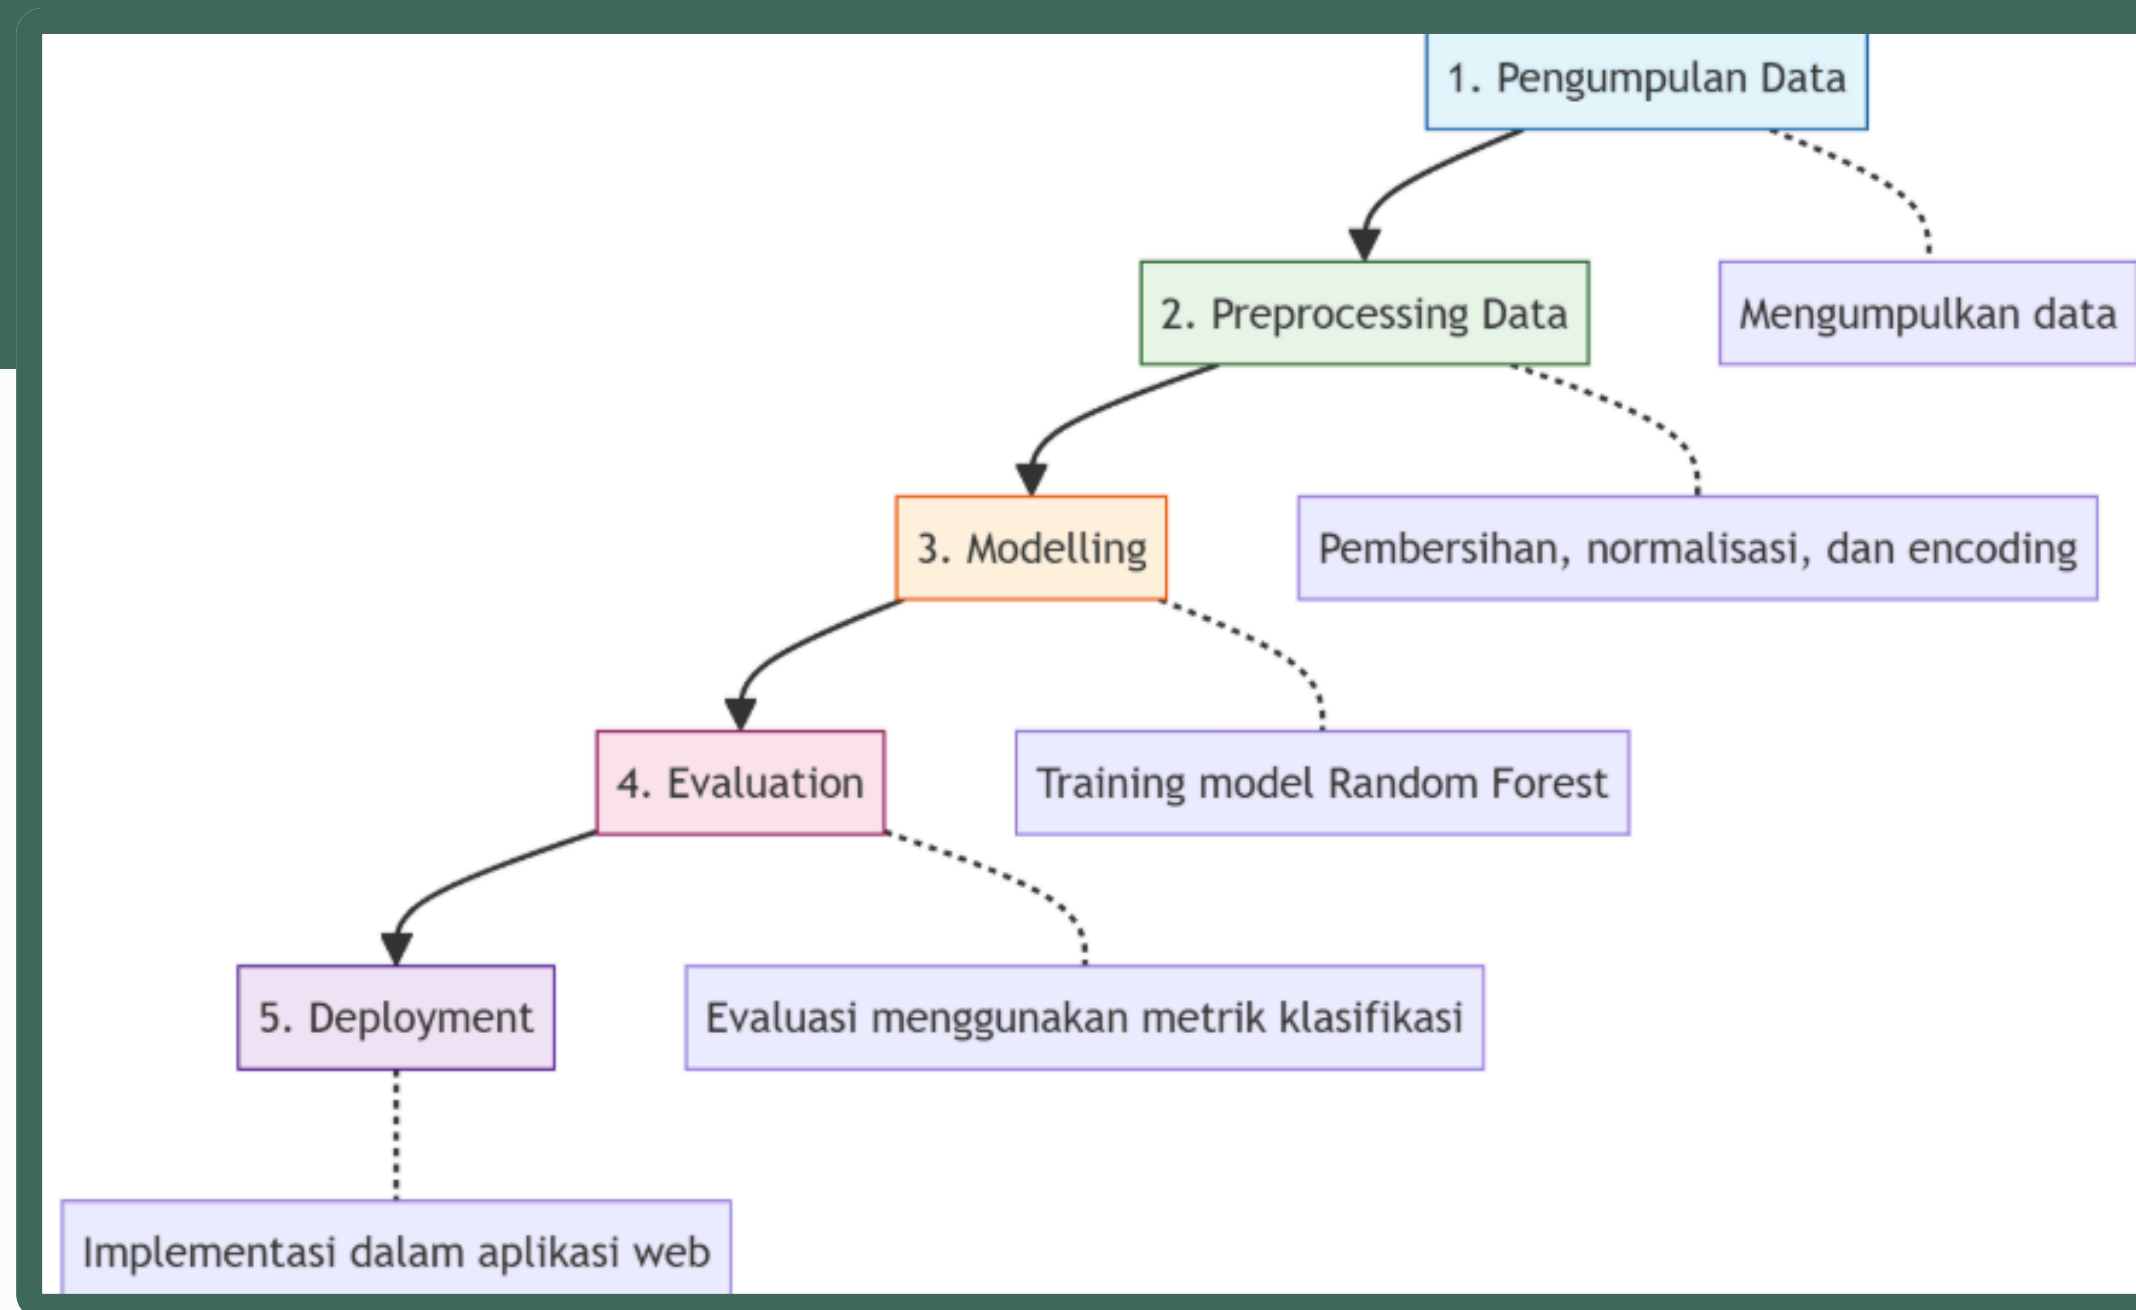 1. Pengumpulan Data
2. Preprocessing Data
Mengumpulkan data
3. Modelling
Pembersihan, normalisasi, dan encoding
4. Evaluation
Training model Random Forest
5. Deployment
Evaluasi menggunakan metrik klasifikasi
Implementasi dalam aplikasi web